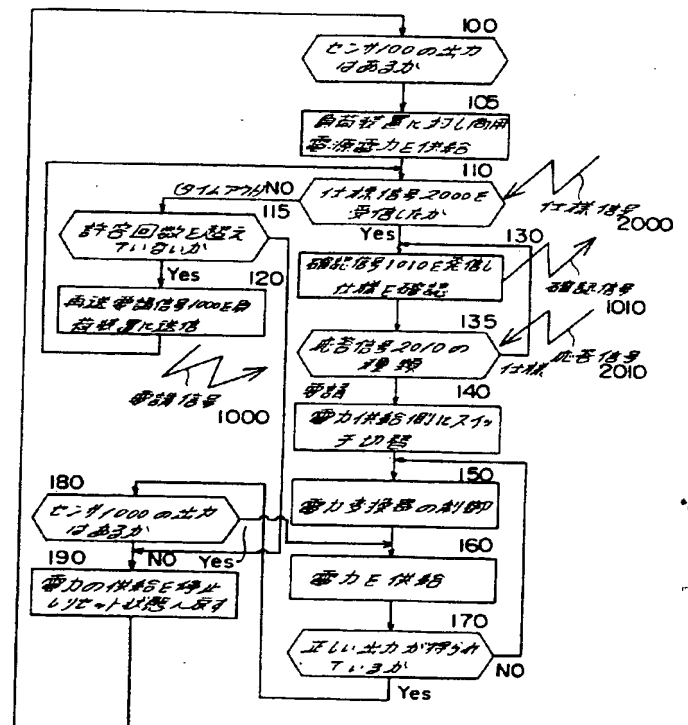 100
センサ100の出力
はあるか
105
負荷装置に対し商用
電源電力を供給
110
(タイムアウト)NO
仕様信号2000を
受信したか
仕様信号
2000
115
許容回数を超え
ていないか
Yes
130
Yes
120
確認信号1010を発信し
仕様を確認
確認信号
1010
再送要請信号1000を負
荷装置に送信
135
応答信号2010の
種類
仕様
応答信号
2010
要請信号
1000
140
電力供給側にスイッ
チ切替
150
180
センサ1000の出力
はあるか
電力変換器の制御
190
NO
Yes
160
電力の供給を停止
しリセット状態へ戻す
電力を供給
170
正しい出力が得られ
ているか
NO
Yes